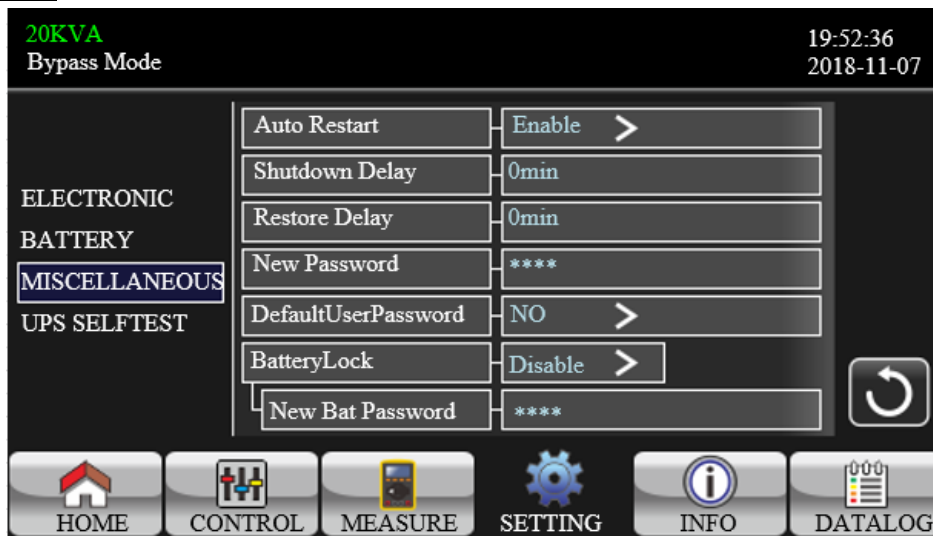 20KVA
Bypass Mode
19:52:36
2018-11-07
ELECTRONIC
BATTERY
MISCELLANEOUS
UPS SELFTEST
Auto Restart Enable >
Shutdown Delay 0min
Restore Delay 0min
New Password ****
DefaultUserPassword NO >
BatteryLock Disable >
New Bat Password ****
HOME CONTROL MEASURE SETTING INFO DATALOG